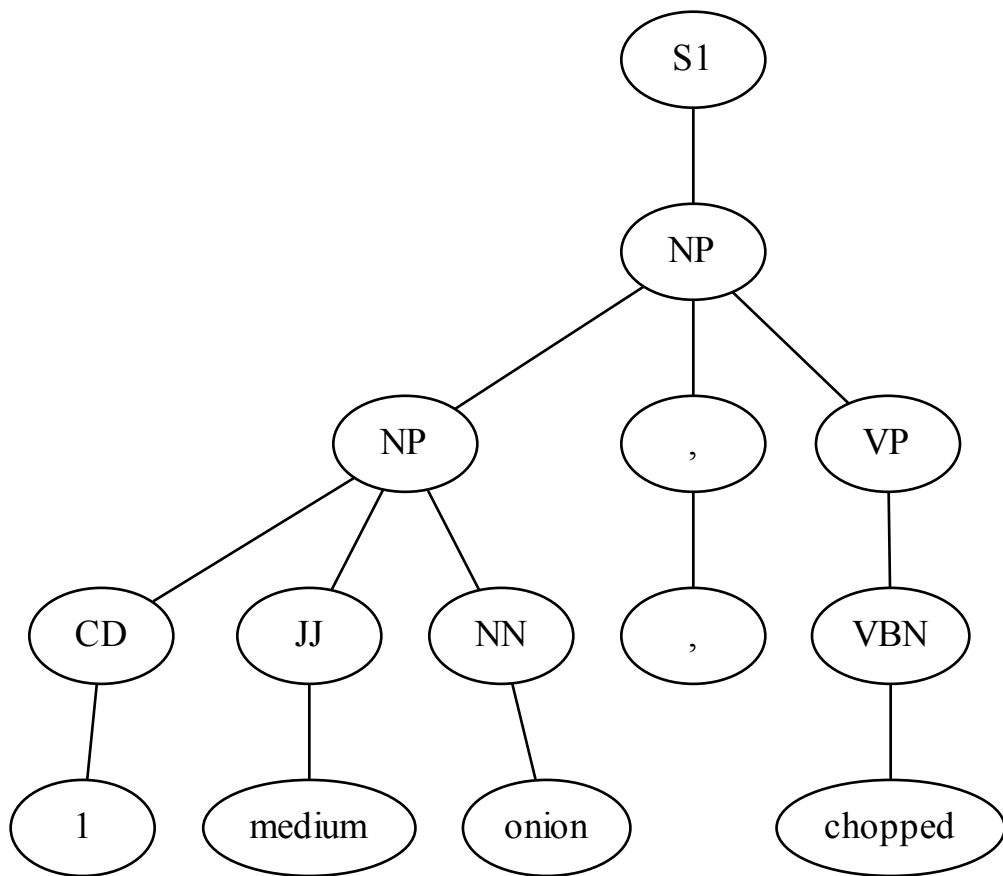 S1
NP
NP , VP
CD JJ NN , VBN
1 medium onion chopped